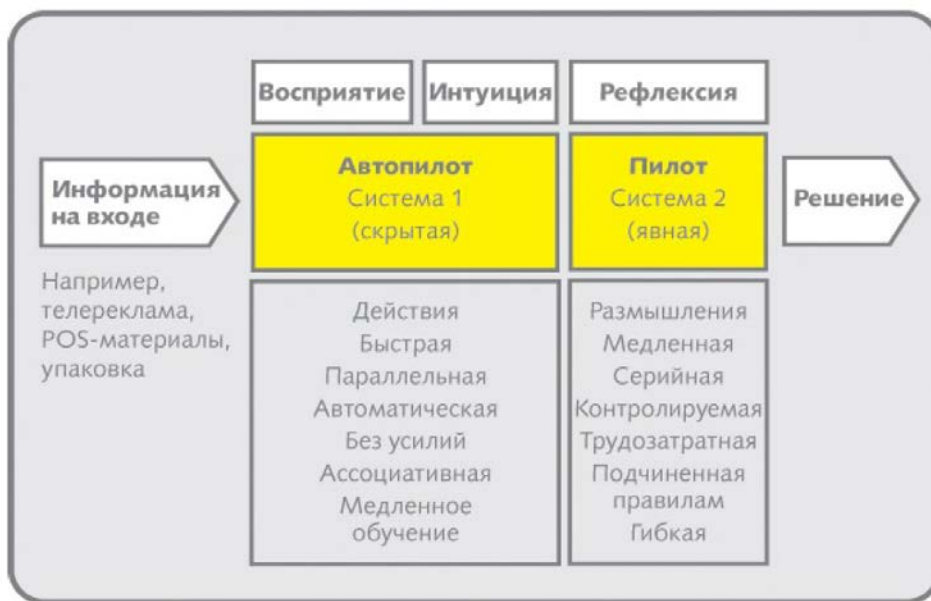 Восприятие
Интуиция
Рефлексия
Информация
на входе
Например,
телереклама,
POS-материалы,
упаковка
Автопилот
Система 1
(скрытая)
Пилот
Система 2
(явная)
Решение
Действия
Быстрая
Параллельная
Автоматическая
Без усилий
Ассоциативная
Медленное
обучение
Размышления
Медленная
Серийная
Контролируемая
Трудозатратная
Подчиненная
правилам
Гибкая